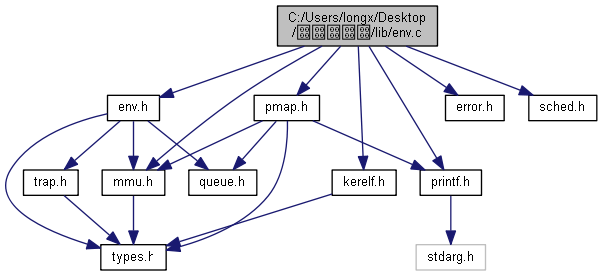 C:/Users/longx/Desktop
/lib/env.c
env.h
pmap.h
error.h
sched.h
trap.h
mmu.h
queue.h
kerelf.h
printf.h
types.h
stdarg.h